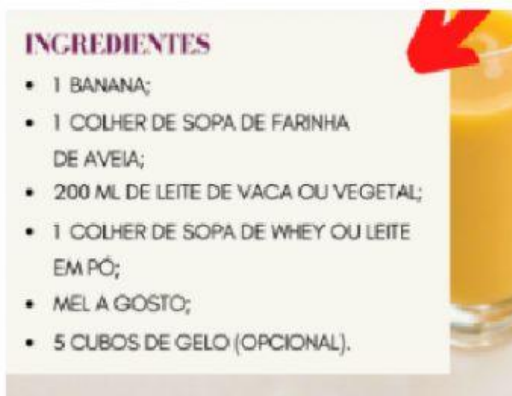 INGREDIENTES
• 1 BANANA;
• 1 COLHER DE SOPA DE FARINHA
DE AVEIA;
• 200 ML DE LEITE DE VACA OU VEGETAL;
• 1 COLHER DE SOPA DE WHEY OU LEITE
EM PÓ;
• MEL A GOSTO;
• 5 CUBOS DE GELO (OPCIONAL).